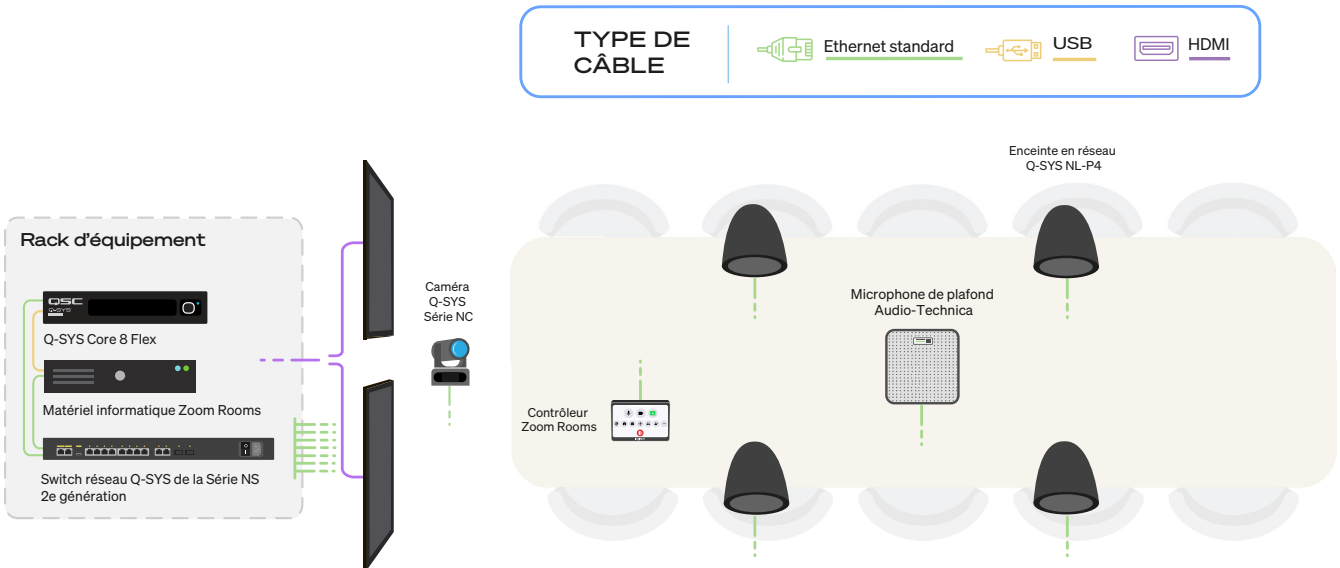 TYPE DE
CÂBLE
Ethernet standard
USB
HDMI
Enceinte en réseau
Q-SYS NL-P4
Rack d'équipement
QSC
Q-SYS
Q-SYS Core 8 Flex
Matériel informatique Zoom Rooms
Switch réseau Q-SYS de la Série NS
2e génération
Caméra
Q-SYS
Série NC
Microphone de plafond
Audio-Technica
Contrôleur
Zoom Rooms